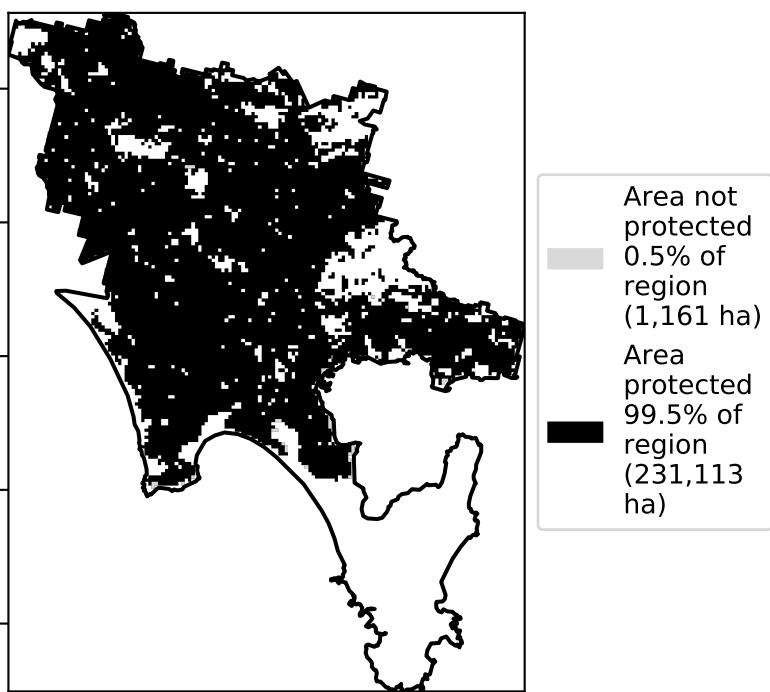 Area not
protected
0.5% of
region
(1,161 ha)
Area
protected
99.5% of
region
(231,113
ha)